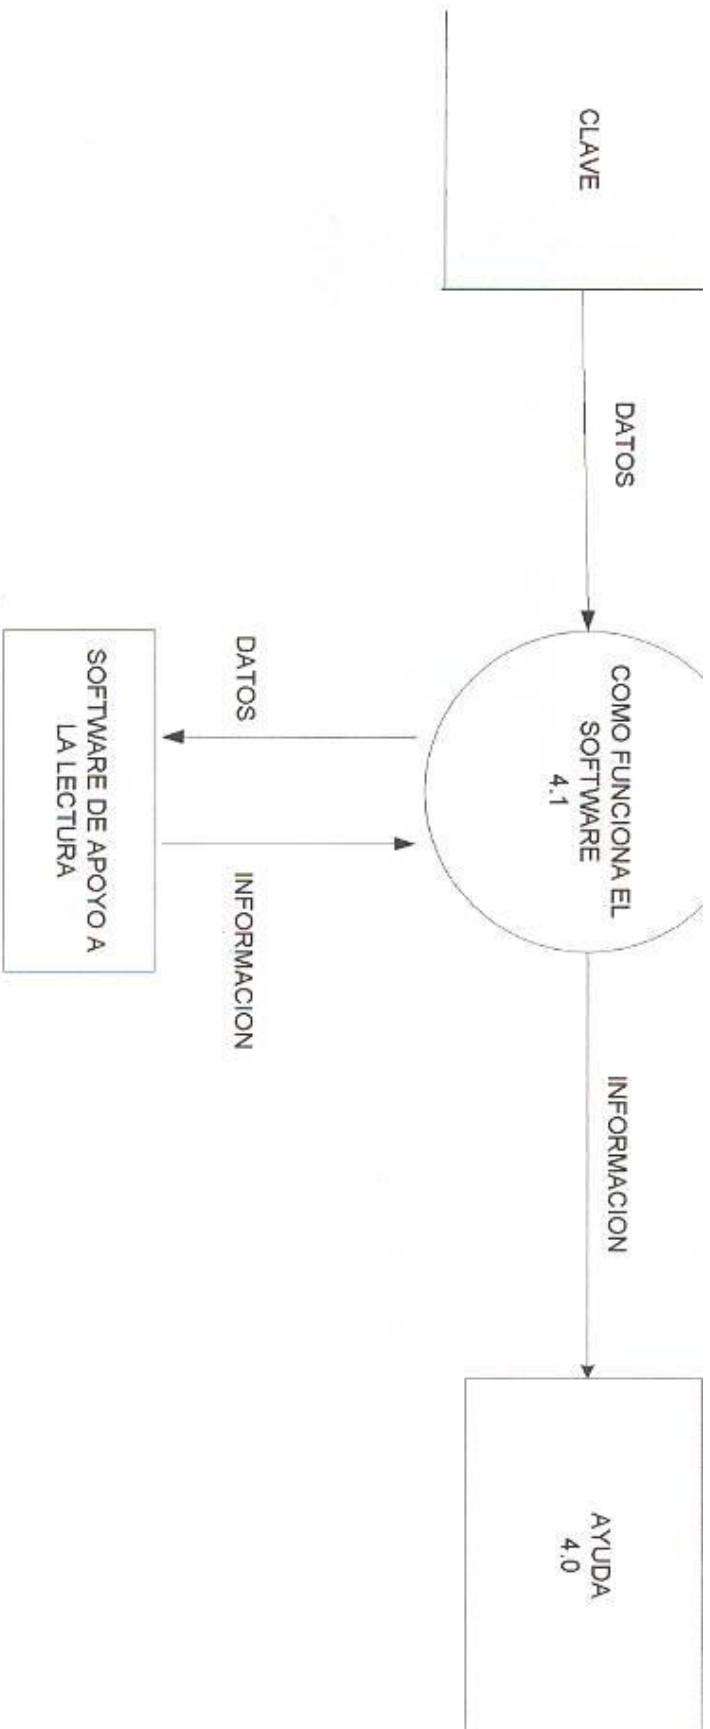 CLAVE
DATOS
COMO FUNCIONA EL
SOFTWARE
4.1
INFORMACION
AYUDA
4.0
DATOS
INFORMACION
SOFTWARE DE APOYO A
LA LECTURA